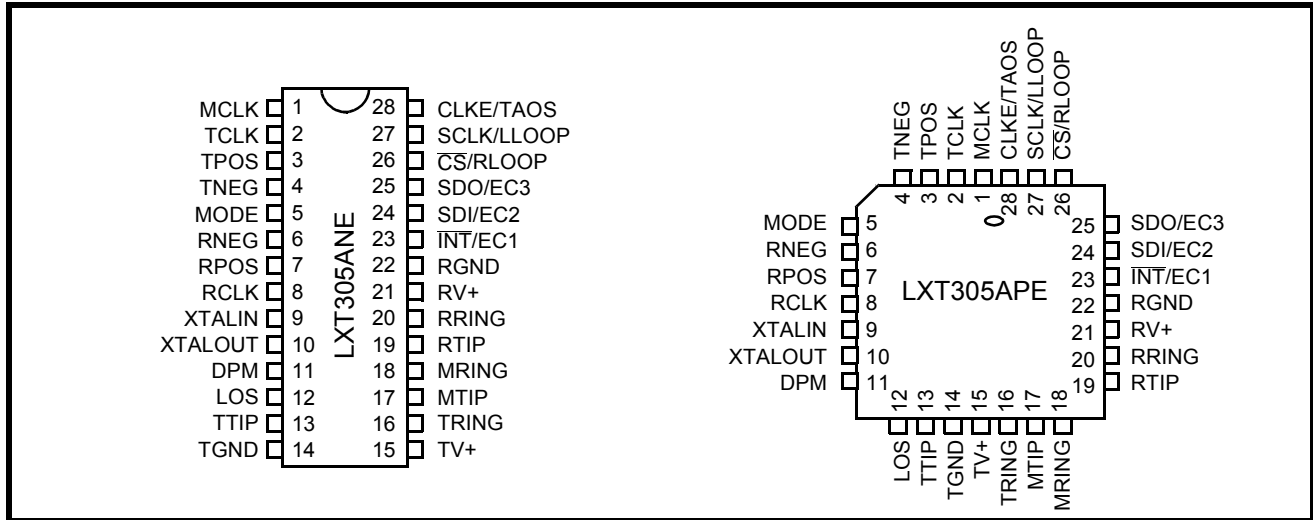 MCLK 1 28 CLKE/TAOS
TCLK 2 27 SCLK/LLOOP
TPOS 3 26 C̅S̅/RLOOP
TNEG 4 25 SDO/EC3
MODE 5 24 SDI/EC2
RNEG 6 23 I̅N̅T̅/EC1
RPOS 7 22 RGND
RCLK 8 21 RV+
XTALIN 9 20 RRING
XTALOUT 10 19 RTIP
DPM 11 18 MRING
LOS 12 17 MTIP
TTIP 13 16 TRING
TGND 14 15 TV+
LXT305ANE
TNEG TPOS TCLK MCLK CLKE/TAOS SCLK/LLOOP C̅S̅/RLOOP
4 3 2 1 28 27 26
MODE 5 25 SDO/EC3
RNEG 6 24 SDI/EC2
RPOS 7 23 I̅N̅T̅/EC1
LXT305APE
RCLK 8 22 RGND
XTALIN 9 21 RV+
XTALOUT 10 20 RRING
DPM 11 19 RTIP
12 13 14 15 16 17 18
LOS TTIP TGND TV+ TRING MTIP MRING